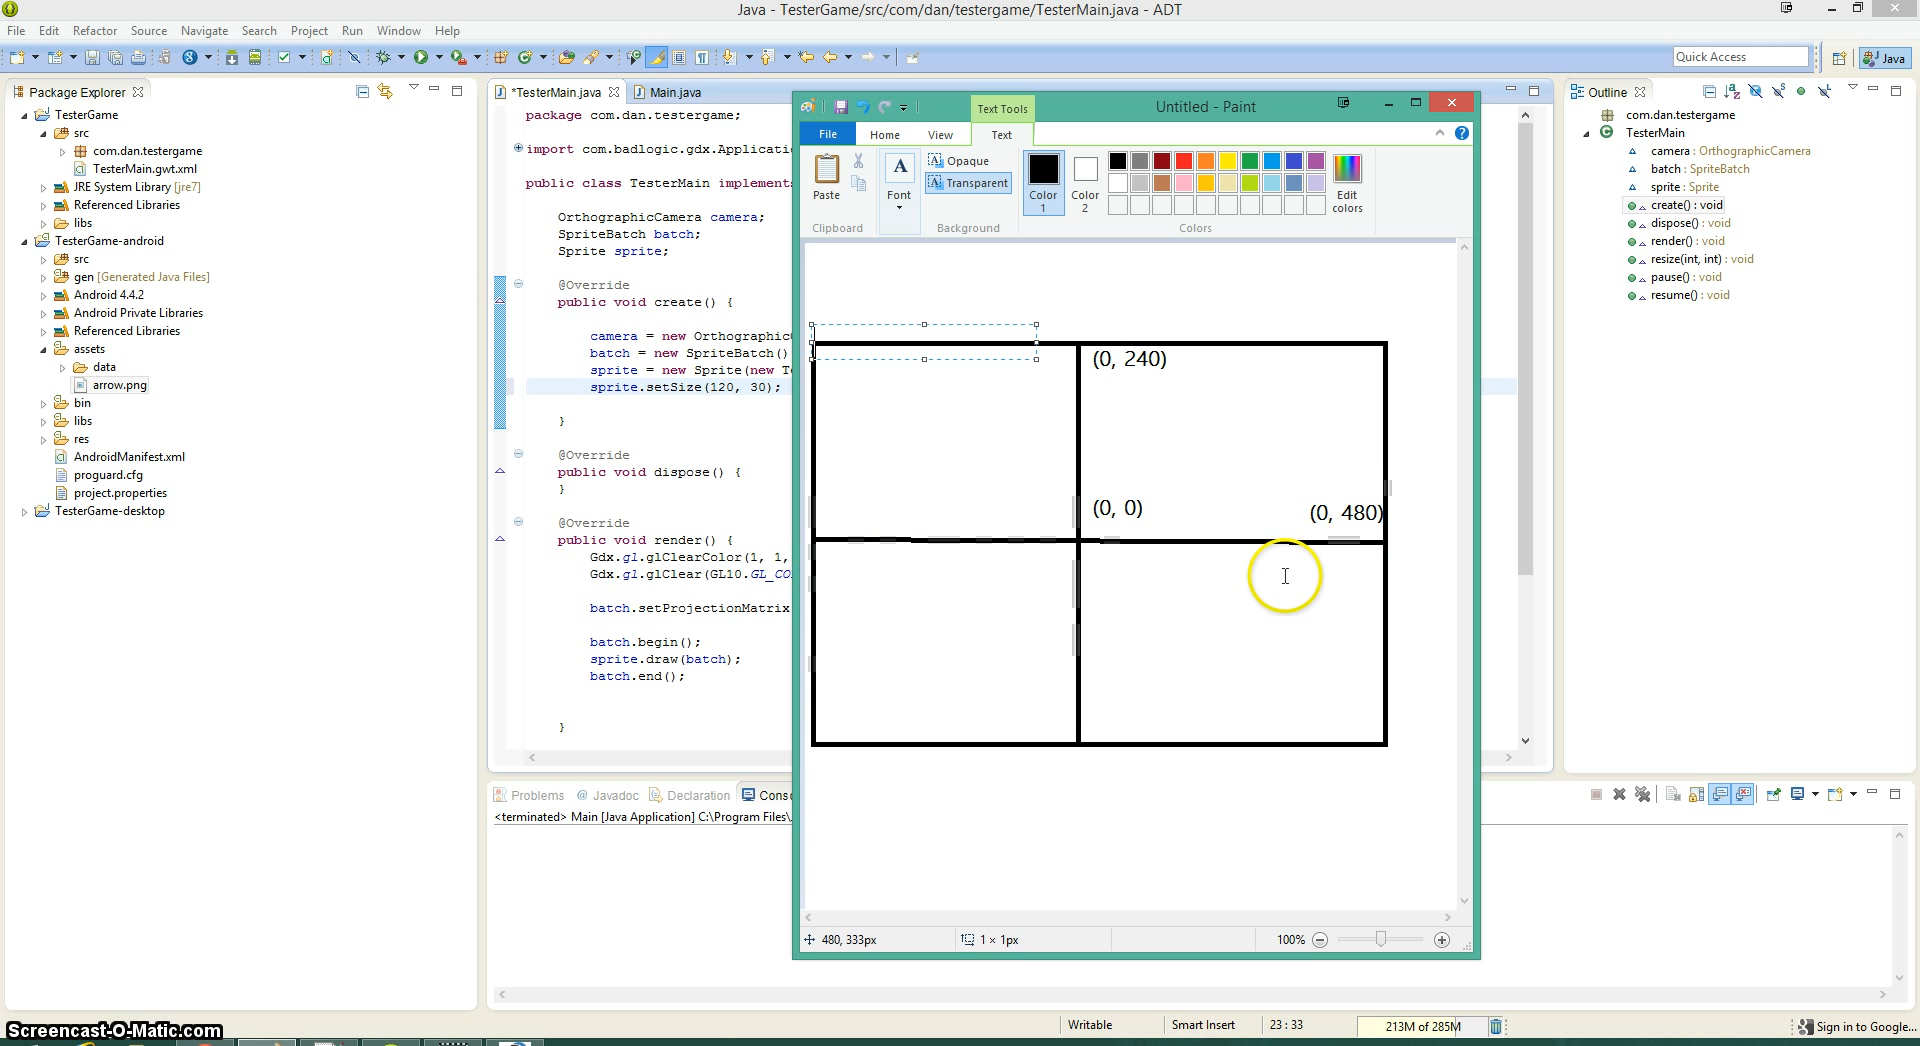 Java - TesterGame/src/com/dan/testergame/TesterMain.java - ADT
File Edit Refactor Source Navigate Search Project Run Window Help
Quick Access
Java
Package Explorer
TesterGame
src
com.dan.testergame
TesterMain.gwt.xml
JRE System Library [jre7]
Referenced Libraries
libs
TesterGame-android
src
gen [Generated Java Files]
Android 4.4.2
Android Private Libraries
Referenced Libraries
assets
data
arrow.png
bin
libs
res
AndroidManifest.xml
proguard.cfg
project.properties
TesterGame-desktop
*TesterMain.java
Main.java
package com.dan.testergame;
import com.badlogic.gdx.Applicati
public class TesterMain implement
OrthographicCamera camera;
SpriteBatch batch;
Sprite sprite;
@Override
public void create() {
camera = new Orthographic
batch = new SpriteBatch()
sprite = new Sprite(new T
sprite.setSize(120, 30);
}
@Override
public void dispose() {
}
@Override
public void render() {
Gdx.gl.glClearColor(1, 1,
Gdx.gl.glClear(GL10.GL_CO
batch.setProjectionMatrix
batch.begin();
sprite.draw(batch);
batch.end();
}
Text Tools
Untitled - Paint
File Home View Text
Paste
Clipboard
A
Font
Opaque
Transparent
Background
Color 1
Color 2
Edit colors
Colors
(0, 240)
(0, 0)
(0, 480)
480, 333px
1 × 1px
100%
Outline
com.dan.testergame
TesterMain
camera : OrthographicCamera
batch : SpriteBatch
sprite : Sprite
create() : void
dispose() : void
render() : void
resize(int, int) : void
pause() : void
resume() : void
Problems @ Javadoc Declaration Conso
<terminated> Main [Java Application] C:\Program Files\
Writable
Smart Insert
23 : 33
213M of 285M
Sign in to Google...
Screencast-O-Matic.com